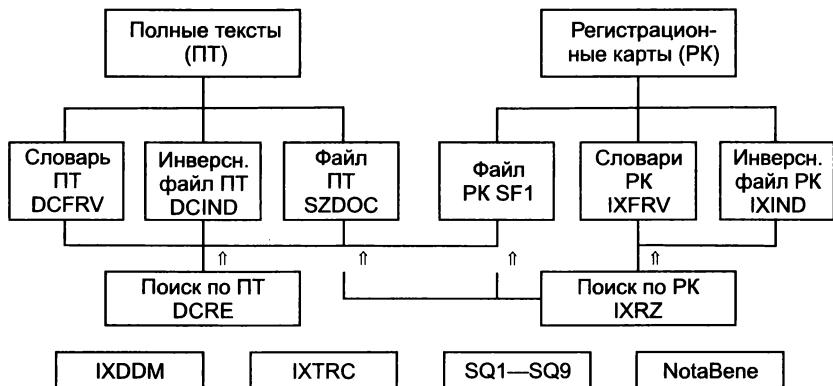 Полные тексты
(ПТ)
Регистрацион-
ные карты (РК)
Словарь
ПТ
DCFRV
Инверсн.
файл ПТ
DCIND
Файл
ПТ
SZDOC
Файл
РК SF1
Словари
РК
IXFRV
Инверсн.
файл РК
IXIND
⇑ ⇑ ⇑ ⇑
Поиск по ПТ
DCRE
Поиск по РК
IXRZ
IXDDM
IXTRC
SQ1—SQ9
NotaBene